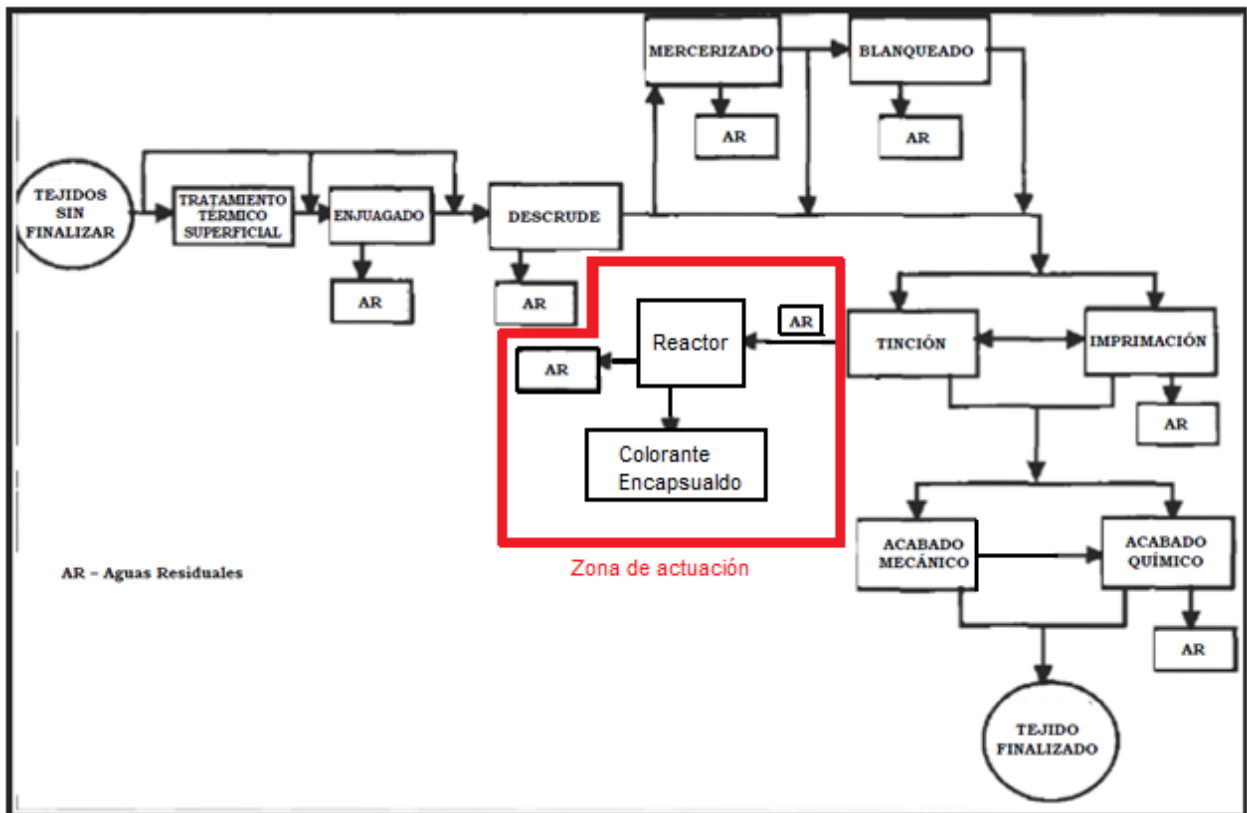 MERCERIZADO
BLANQUEADO
AR
AR
TEJIDOS
SIN
FINALIZAR
TRATAMIENTO
TÉRMICO
SUPERFICIAL
ENJUAGADO
DESCRUDE
AR
AR
AR
Reactor
TINCIÓN
IMPRIMACIÓN
AR
AR
Colorante
Encapsualdo
ACABADO
MECÁNICO
ACABADO
QUÍMICO
Zona de actuación
AR – Aguas Residuales
AR
TEJIDO
FINALIZADO